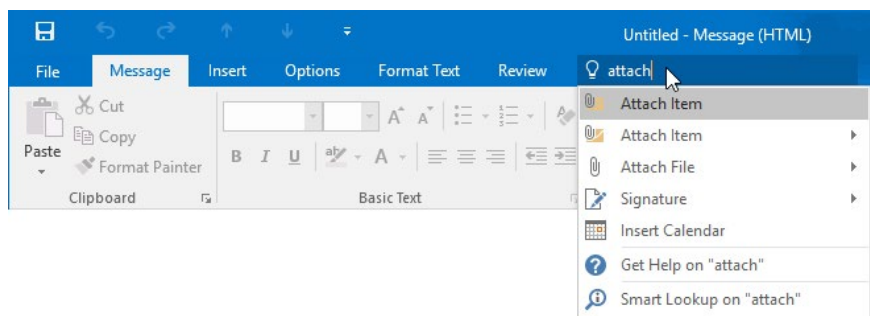 Untitled - Message (HTML)
File Message Insert Options Format Text Review attach
Cut
Copy
Paste
Format Painter
Clipboard
A A
B I U aby A
Basic Text
Attach Item
Attach Item
Attach File
Signature
Insert Calendar
Get Help on "attach"
Smart Lookup on "attach"